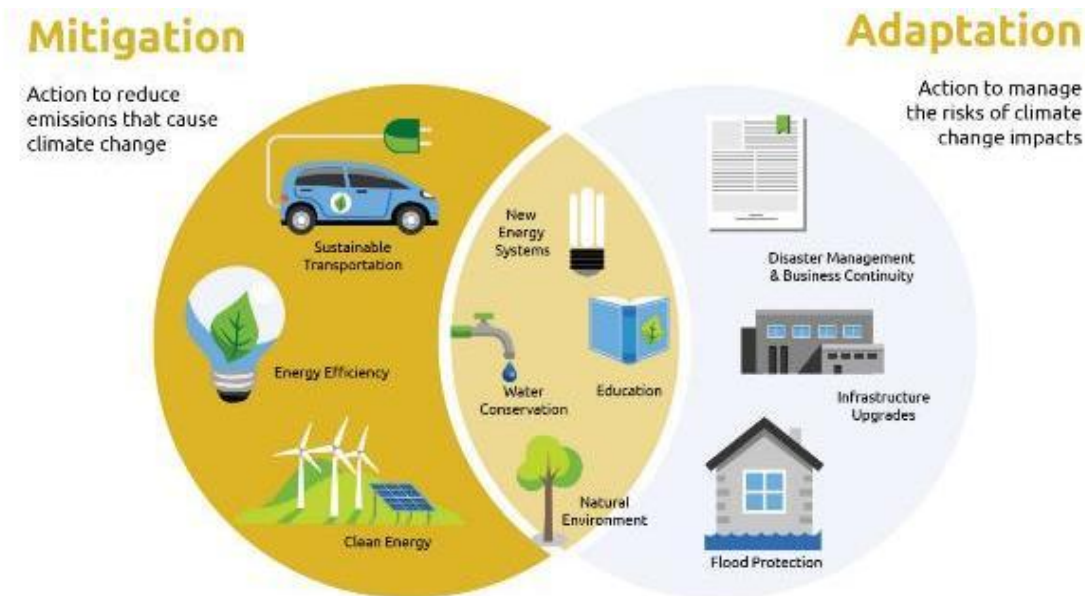 Mitigation
Action to reduce
emissions that cause
climate change
Adaptation
Action to manage
the risks of climate
change impacts
Sustainable
Transportation
Energy Efficiency
Clean Energy
New
Energy
Systems
Water
Conservation
Education
Natural
Environment
Disaster Management
& Business Continuity
Infrastructure
Upgrades
Flood Protection